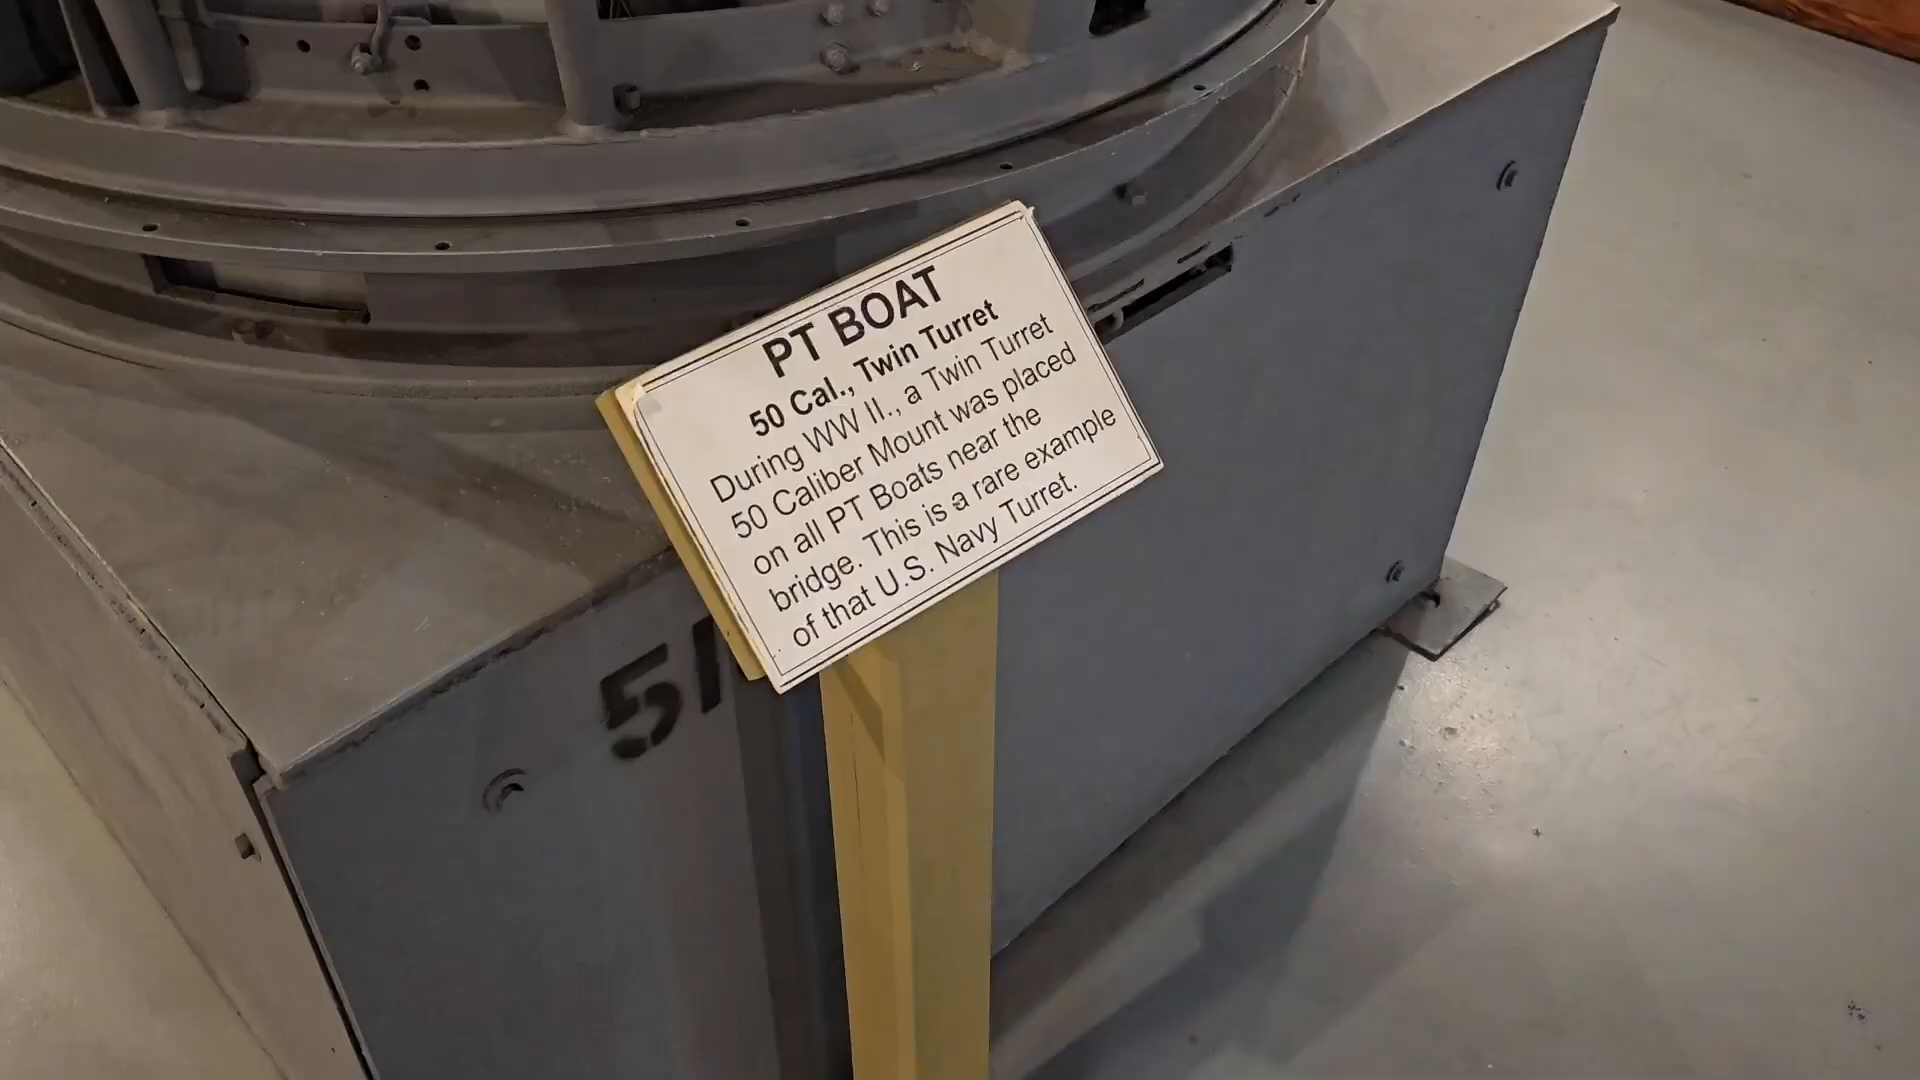 PT BOAT
50 Cal., Twin Turret
During WW II., a Twin Turret
50 Caliber Mount was placed
on all PT Boats near the
bridge. This is a rare example
of that U.S. Navy Turret.
51